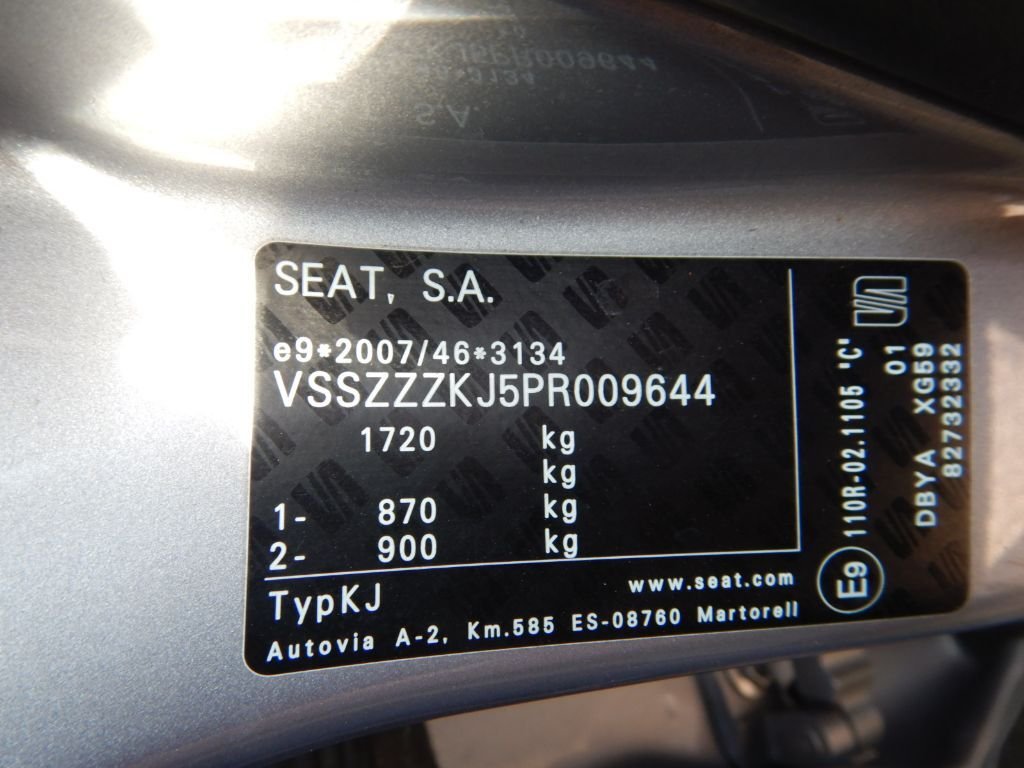 SEAT, S.A.
e9*2007/46*3134
VSSZZZKJ5PR009644
1720 kg
kg
1- 870 kg
2- 900 kg
TypKJ
www.seat.com
Autovia A-2, Km.585 ES-08760 Martorell
E9 110R-02.1105 "C"
01
DBYA XG59
82732332